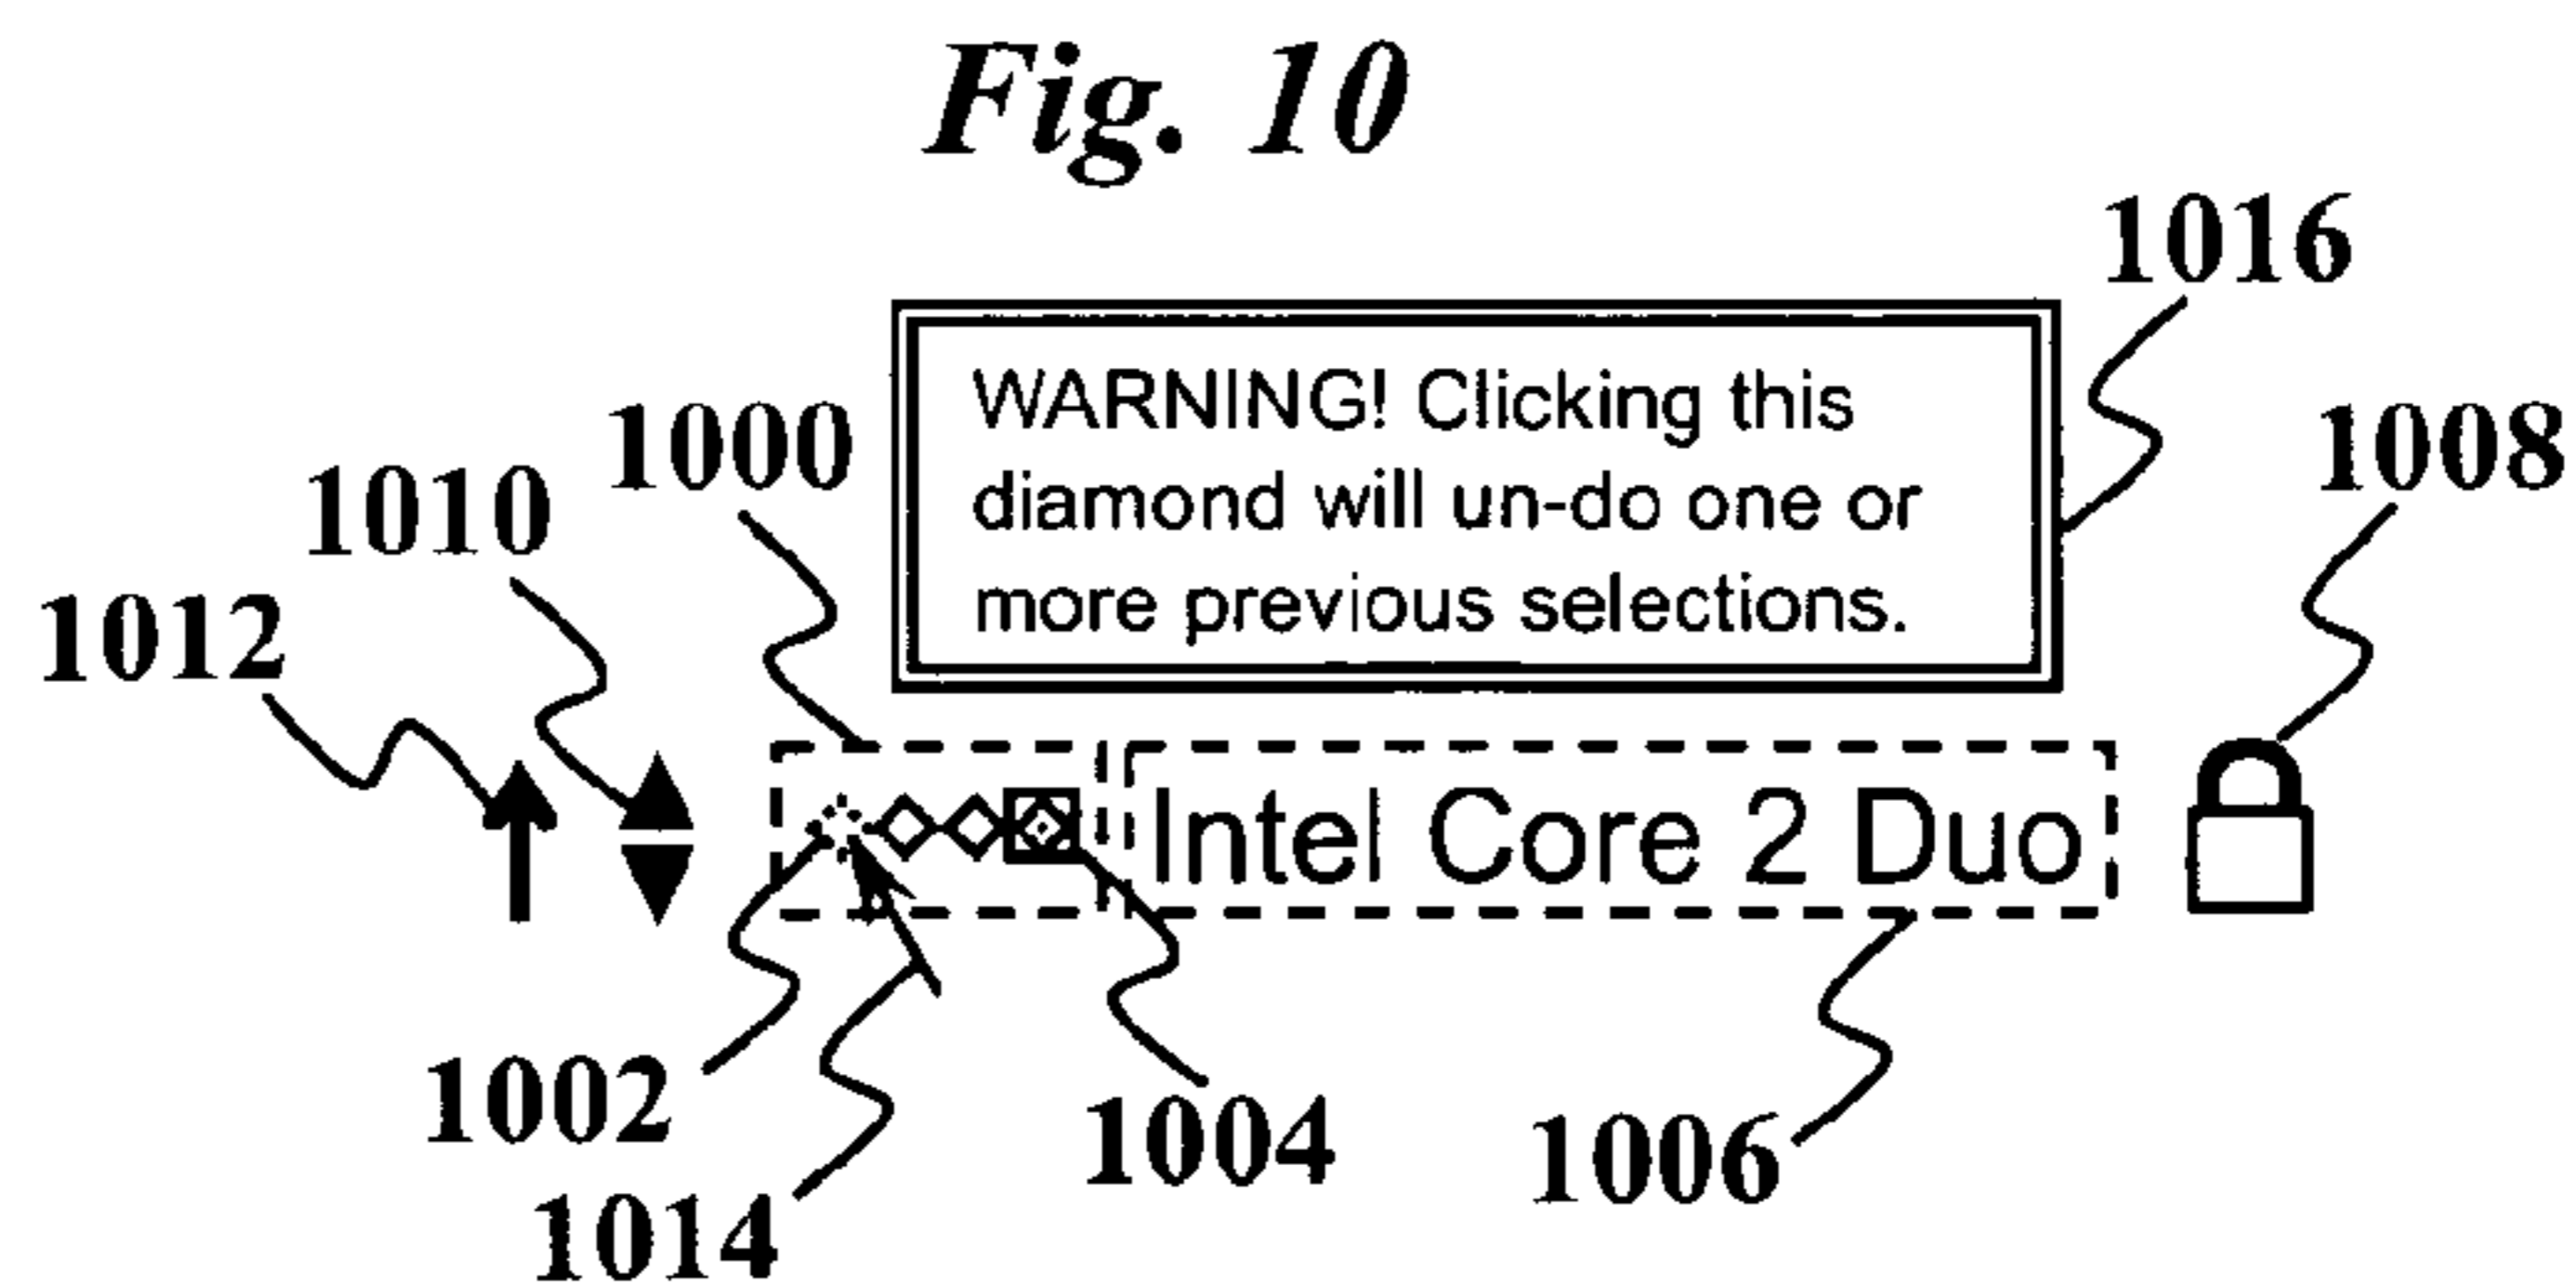 Fig. 10
1016
WARNING! Clicking this
diamond will un-do one or
more previous selections.
1000
1008
1010
1012
Intel Core 2 Duo
1002
1004
1006
1014